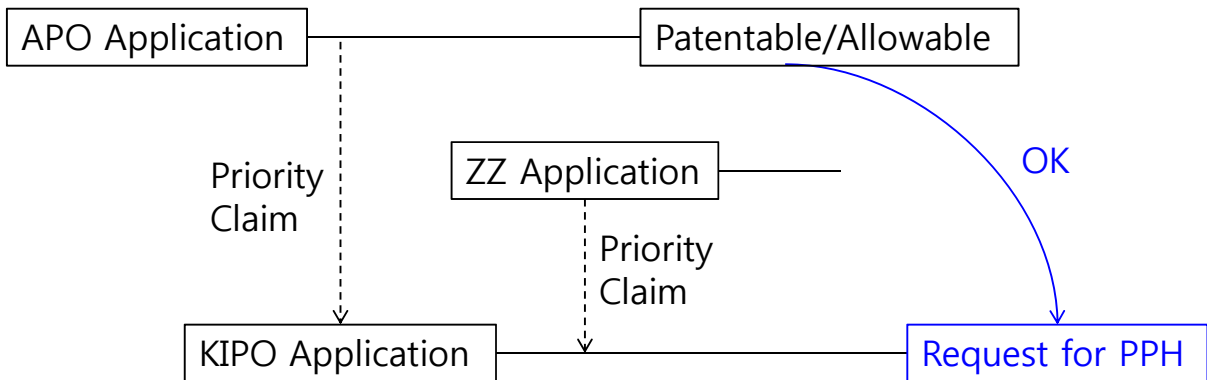 APO Application
Patentable/Allowable
Priority
Claim
ZZ Application
OK
Priority
Claim
KIPO Application
Request for PPH